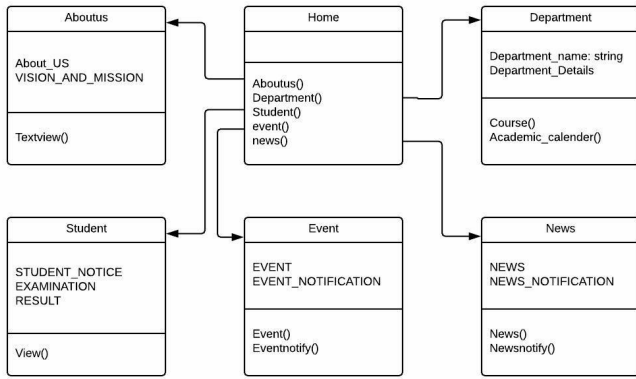 Aboutus
About_US
VISION_AND_MISSION
Textview()
Home
Aboutus()
Department()
Student()
event()
news()
Department
Department_name: string
Department_Details
Course()
Academic_calender()
Student
STUDENT_NOTICE
EXAMINATION
RESULT
View()
Event
EVENT
EVENT_NOTIFICATION
Event()
Eventnotify()
News
NEWS
NEWS_NOTIFICATION
News()
Newsnotify()